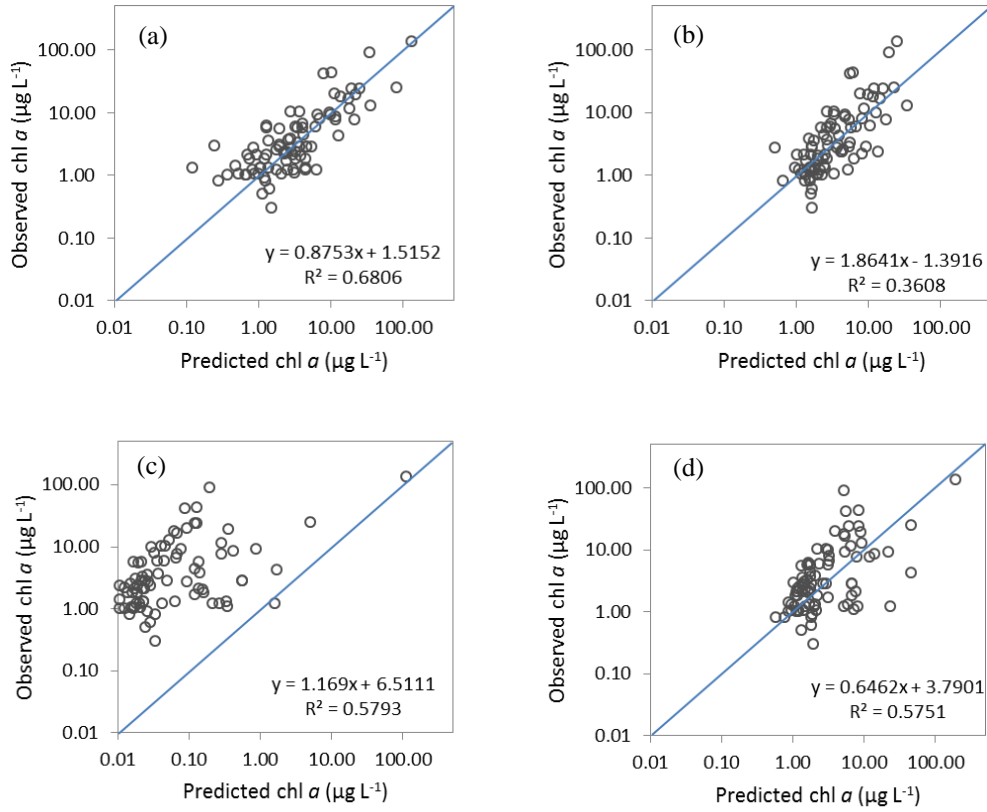 (a)
Observed chl a (µg L-1)
100.00
10.00
1.00
0.10
0.01
y = 0.8753x + 1.5152
R² = 0.6806
0.01 0.10 1.00 10.00 100.00
Predicted chl a (µg L-1)
(b)
Observed chl a (µg L-1)
100.00
10.00
1.00
0.10
0.01
y = 1.8641x - 1.3916
R² = 0.3608
0.01 0.10 1.00 10.00 100.00
Predicted chl a (µg L-1)
(c)
Observed chl a (µg L-1)
100.00
10.00
1.00
0.10
0.01
y = 1.169x + 6.5111
R² = 0.5793
0.01 0.10 1.00 10.00 100.00
Predicted chl a (µg L-1)
(d)
Observed chl a (µg L-1)
100.00
10.00
1.00
0.10
0.01
y = 0.6462x + 3.7901
R² = 0.5751
0.01 0.10 1.00 10.00 100.00
Predicted chl a (µg L-1)